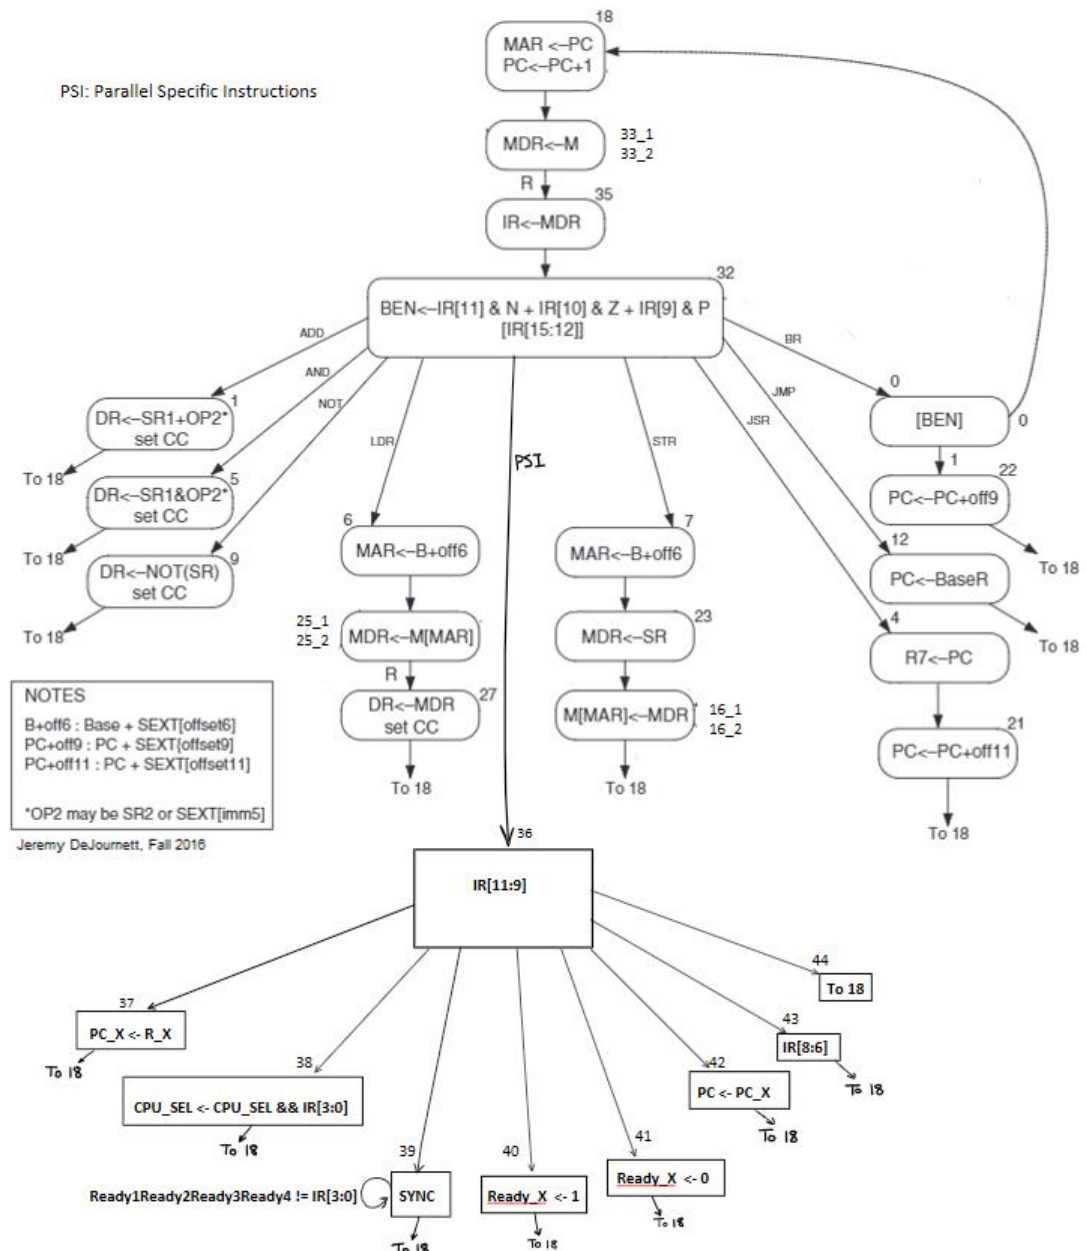 18
MAR <–PC
PC<–PC+1
PSI: Parallel Specific Instructions
MDR<–M
33_1
33_2
R
35
IR<–MDR
32
BEN<–IR[11] & N + IR[10] & Z + IR[9] & P
[IR[15:12]]
ADD
AND
NOT
LDR
PSI
STR
JSR
JMP
BR
1
DR<–SR1+OP2*
set CC
To 18
5
DR<–SR1&OP2*
set CC
To 18
9
DR<–NOT(SR)
set CC
To 18
6
MAR<–B+off6
25_1
25_2
MDR<–M[MAR]
R
27
DR<–MDR
set CC
To 18
7
MAR<–B+off6
23
MDR<–SR
M[MAR]<–MDR
16_1
16_2
To 18
0
[BEN]
0
1
22
PC<–PC+off9
To 18
12
PC<–BaseR
To 18
4
R7<–PC
21
PC<–PC+off11
To 18
NOTES
B+off6 : Base + SEXT[offset6]
PC+off9 : PC + SEXT{offset9]
PC+off11 : PC + SEXT[offset11]
*OP2 may be SR2 or SEXT[imm5]
Jeremy DeJournett, Fall 2016
36
IR[11:9]
37
PC_X <- R_X
To 18
38
CPU_SEL <- CPU_SEL && IR[3:0]
To 18
39
Ready1Ready2Ready3Ready4 != IR[3:0]
SYNC
To 18
40
Ready_X <- 1
To 18
41
Ready_X <- 0
To 18
42
PC <- PC_X
To 18
43
IR[8:6]
To 18
44
To 18